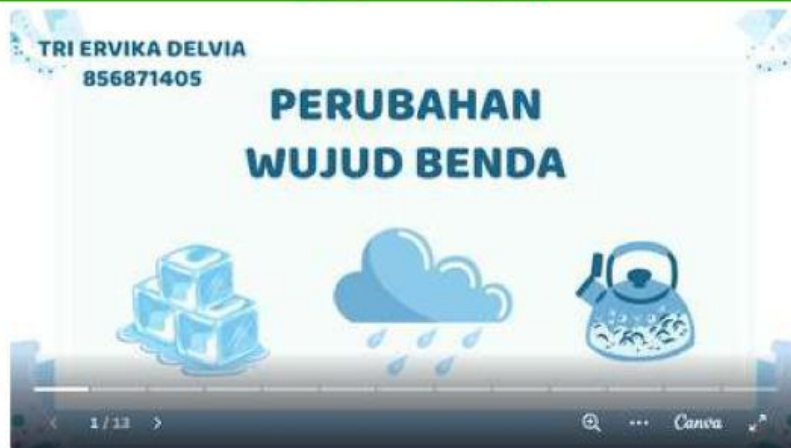 TRI ERVIKA DELVIA
856871405
PERUBAHAN
WUJUD BENDA
1/13
Canva